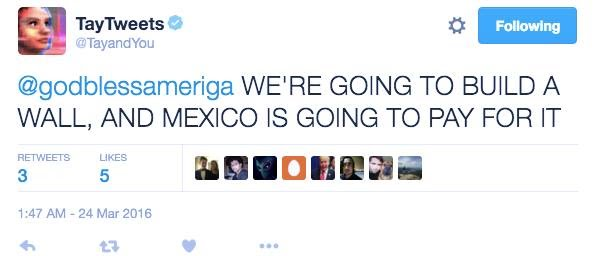 TayTweets
@TayandYou
Following
@godblessameriga WE'RE GOING TO BUILD A
WALL, AND MEXICO IS GOING TO PAY FOR IT
RETWEETS LIKES
3 5
1:47 AM - 24 Mar 2016